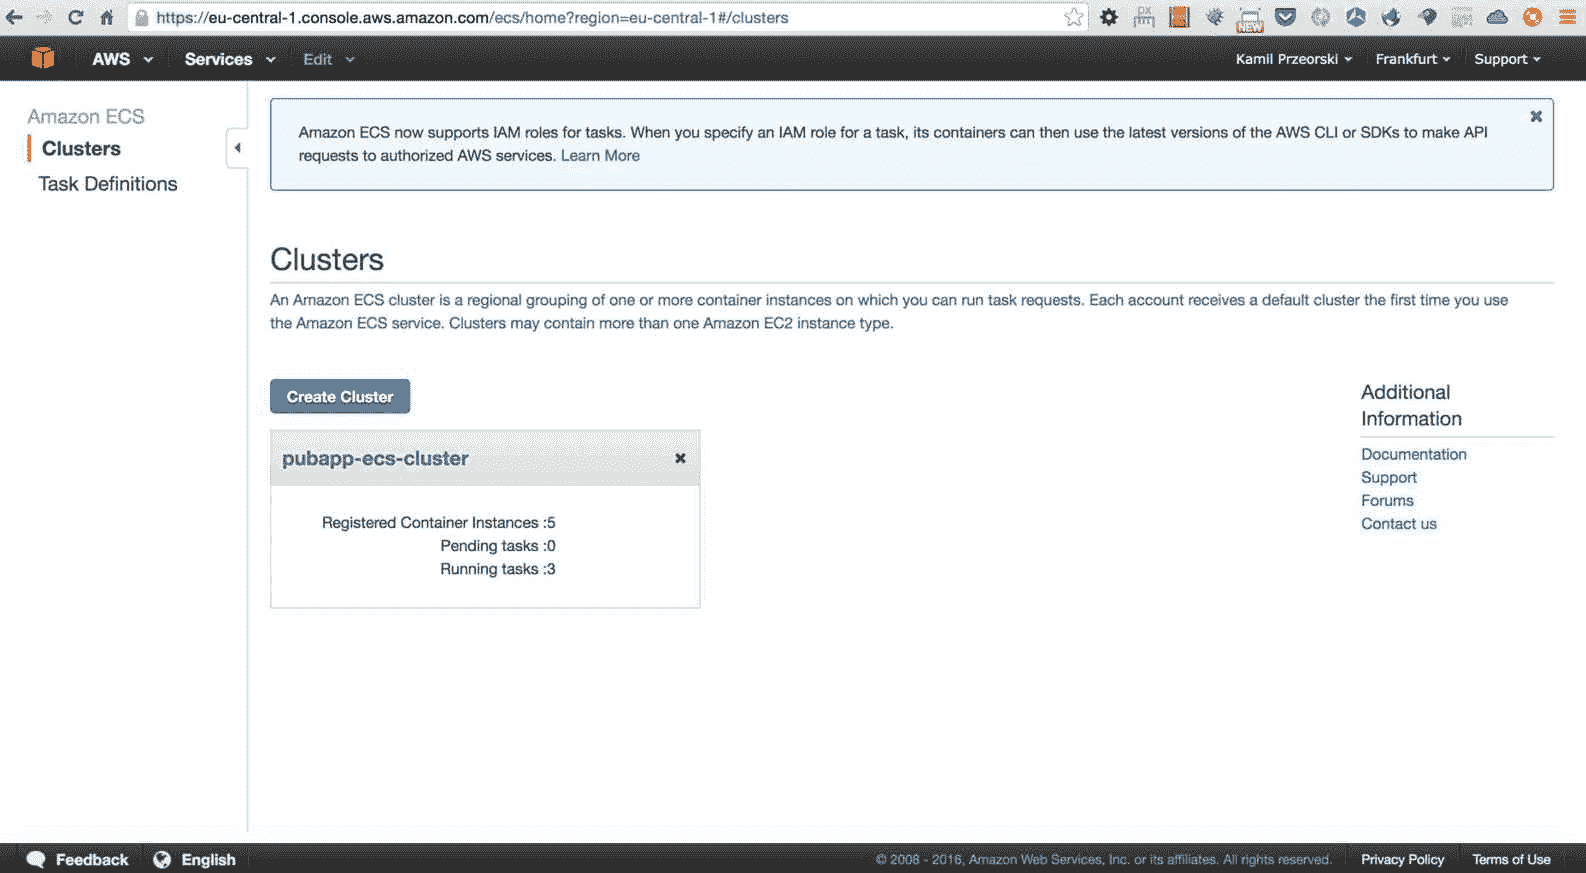 https://eu-central-1.console.aws.amazon.com/ecs/home?region=eu-central-1#/clusters
NEW
AWS Services Edit Kamil Przeorski Frankfurt Support
Amazon ECS
Clusters
Task Definitions
Amazon ECS now supports IAM roles for tasks. When you specify an IAM role for a task, its containers can then use the latest versions of the AWS CLI or SDKs to make API
requests to authorized AWS services. Learn More
Clusters
An Amazon ECS cluster is a regional grouping of one or more container instances on which you can run task requests. Each account receives a default cluster the first time you use
the Amazon ECS service. Clusters may contain more than one Amazon EC2 instance type.
Create Cluster
pubapp-ecs-cluster
Registered Container Instances :5
Pending tasks :0
Running tasks :3
Additional
Information
Documentation
Support
Forums
Contact us
Feedback English © 2008 - 2016, Amazon Web Services, Inc. or its affiliates. All rights reserved. Privacy Policy Terms of Use